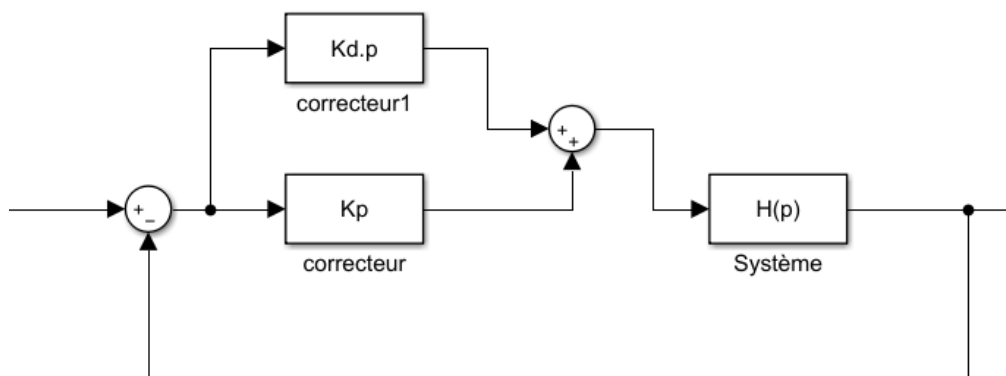 Kd.p
correcteur1
+
+
+
−
Kp
correcteur
H(p)
Système